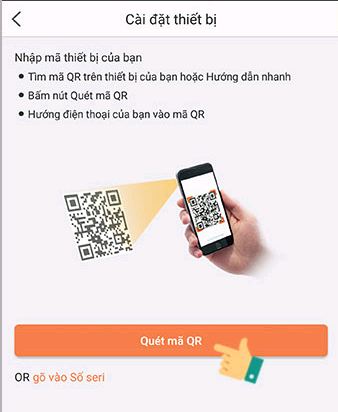 Cài đặt thiết bị
Nhập mã thiết bị của bạn
• Tìm mã QR trên thiết bị của bạn hoặc Hướng dẫn nhanh
• Bấm nút Quét mã QR
• Hướng điện thoại của bạn vào mã QR
Quét mã QR
OR gõ vào Số seri